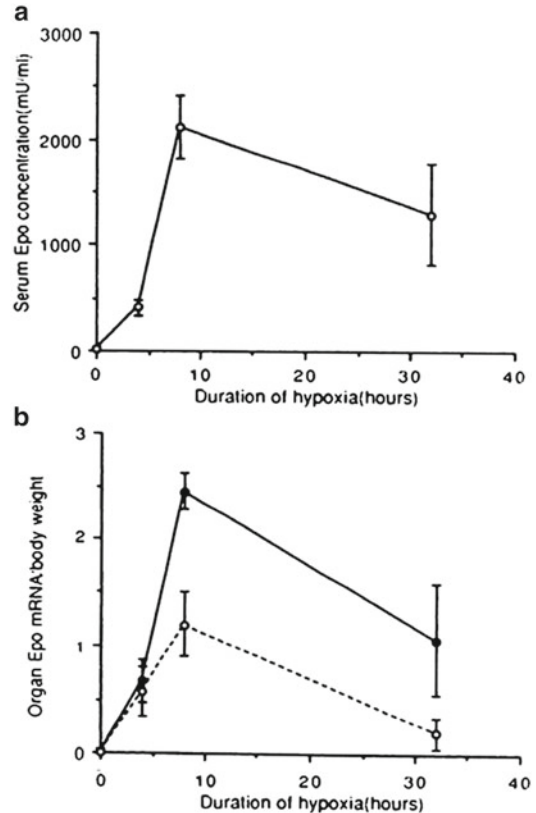 a
3000
2000
1000
0
Serum Epo concentration(mU/ml)
0 10 20 30 40
Duration of hypoxia(hours)
b
3
2
1
0
Organ Epo mRNA:body weight
0 10 20 30 40
Duration of hypoxia(hours)